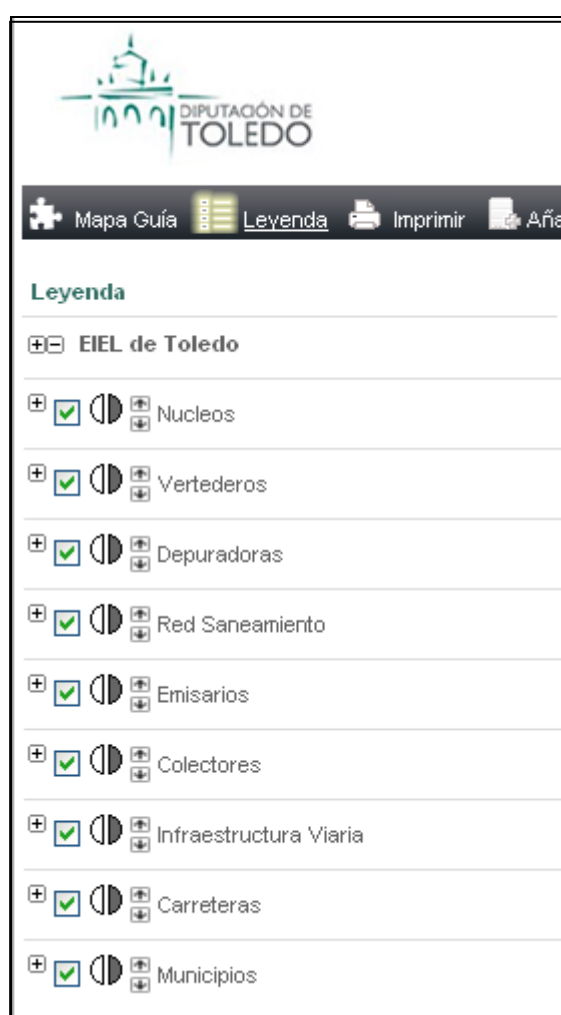 DIPUTACIÓN DE
TOLEDO
Mapa Guía Leyenda Imprimir Aña
Leyenda
EIEL de Toledo
Nucleos
Vertederos
Depuradoras
Red Saneamiento
Emisarios
Colectores
Infraestructura Viaria
Carreteras
Municipios